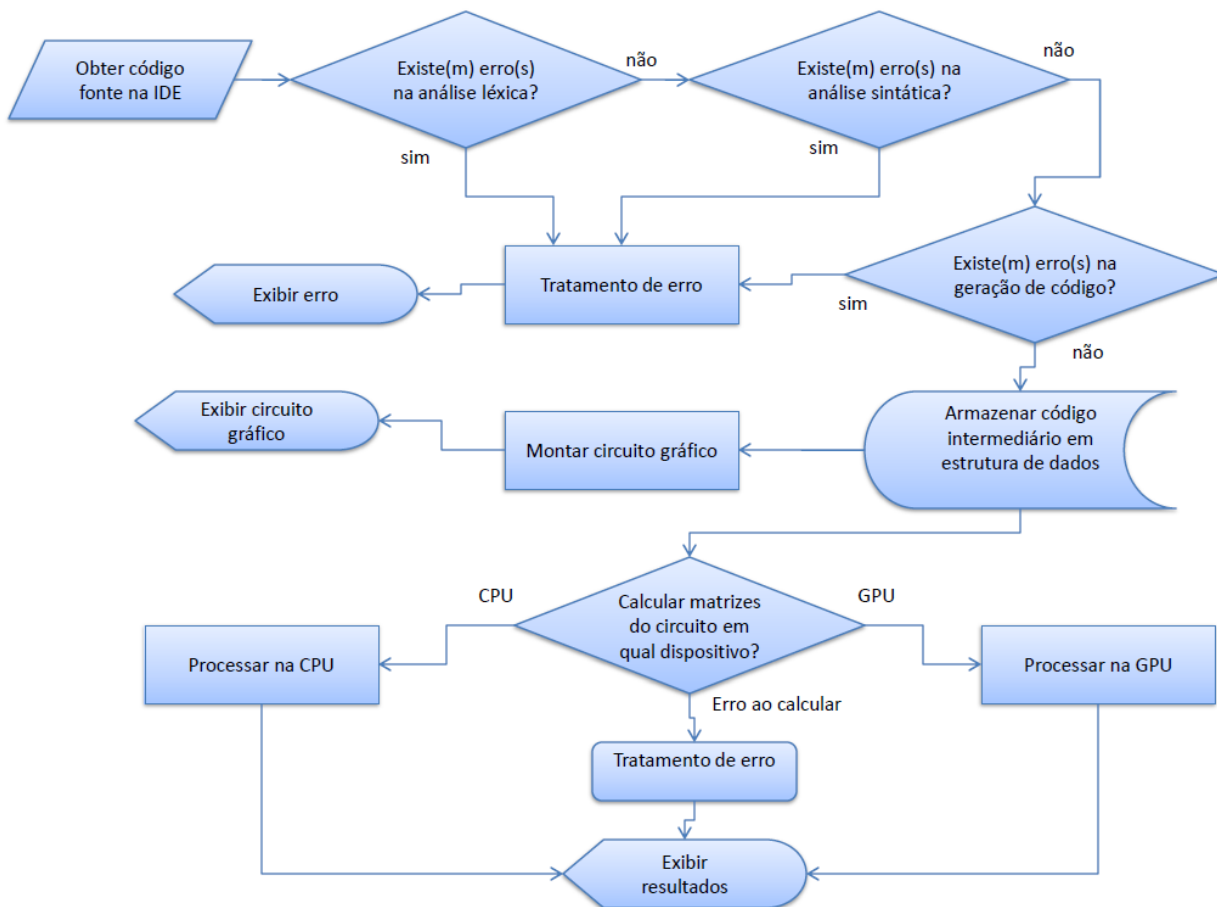 Obter código
fonte na IDE
Existe(m) erro(s)
na análise léxica?
não
Existe(m) erro(s) na
análise sintática?
não
sim
sim
Existe(m) erro(s) na
geração de código?
sim
não
Tratamento de erro
Exibir erro
Armazenar código
intermediário em
estrutura de dados
Montar circuito gráfico
Exibir circuito
gráfico
Calcular matrizes
do circuito em
qual dispositivo?
CPU
GPU
Processar na CPU
Processar na GPU
Erro ao calcular
Tratamento de erro
Exibir
resultados